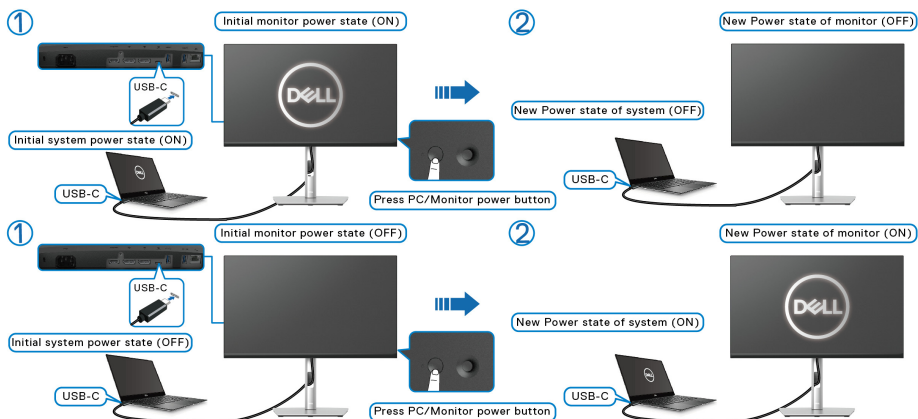 1
Initial monitor power state (ON)
2
New Power state of monitor (OFF)
USB-C
DELL
New Power state of system (OFF)
Initial system power state (ON)
DELL
USB-C
USB-C
Press PC/Monitor power button
1
Initial monitor power state (OFF)
2
New Power state of monitor (ON)
USB-C
DELL
New Power state of system (ON)
Initial system power state (OFF)
DELL
USB-C
USB-C
Press PC/Monitor power button